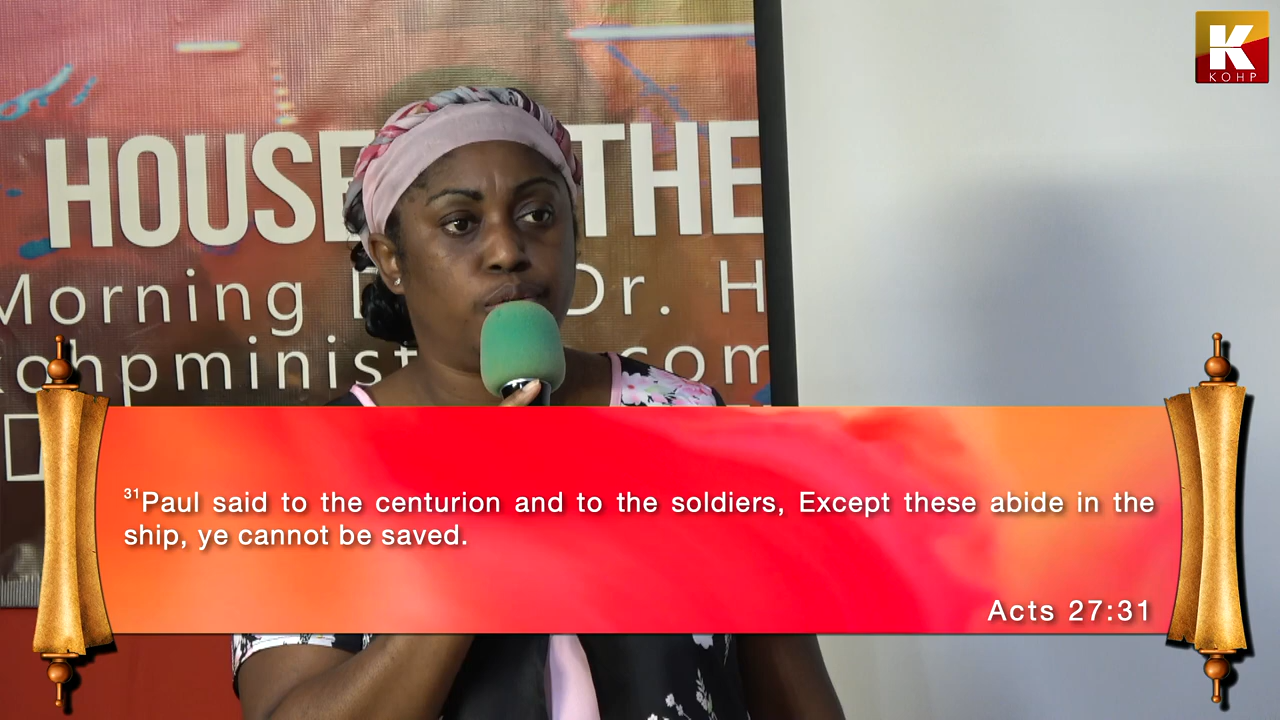 K
KOHP
HOUSE THE
Morning Dr. H
kohpminist com
31Paul said to the centurion and to the soldiers, Except these abide in the
ship, ye cannot be saved.
Acts 27:31